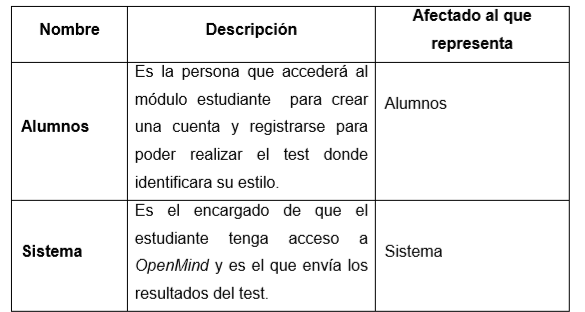 Nombre
Descripción
Afectado al que
representa
Alumnos
Es la persona que accederá al
módulo estudiante para crear
una cuenta y registrarse para
poder realizar el test donde
identificara su estilo.
Alumnos
Sistema
Es el encargado de que el
estudiante tenga acceso a
OpenMind y es el que envía los
resultados del test.
Sistema